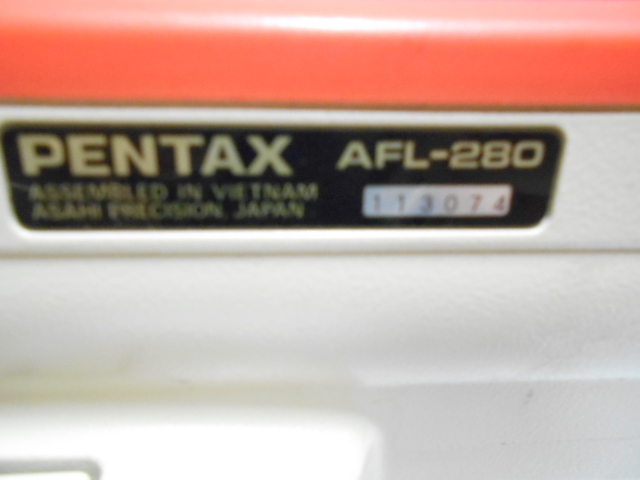 PENTAX AFL-280
ASSEMBLED IN VIETNAM
ASAHI PRECISION, JAPAN 113074